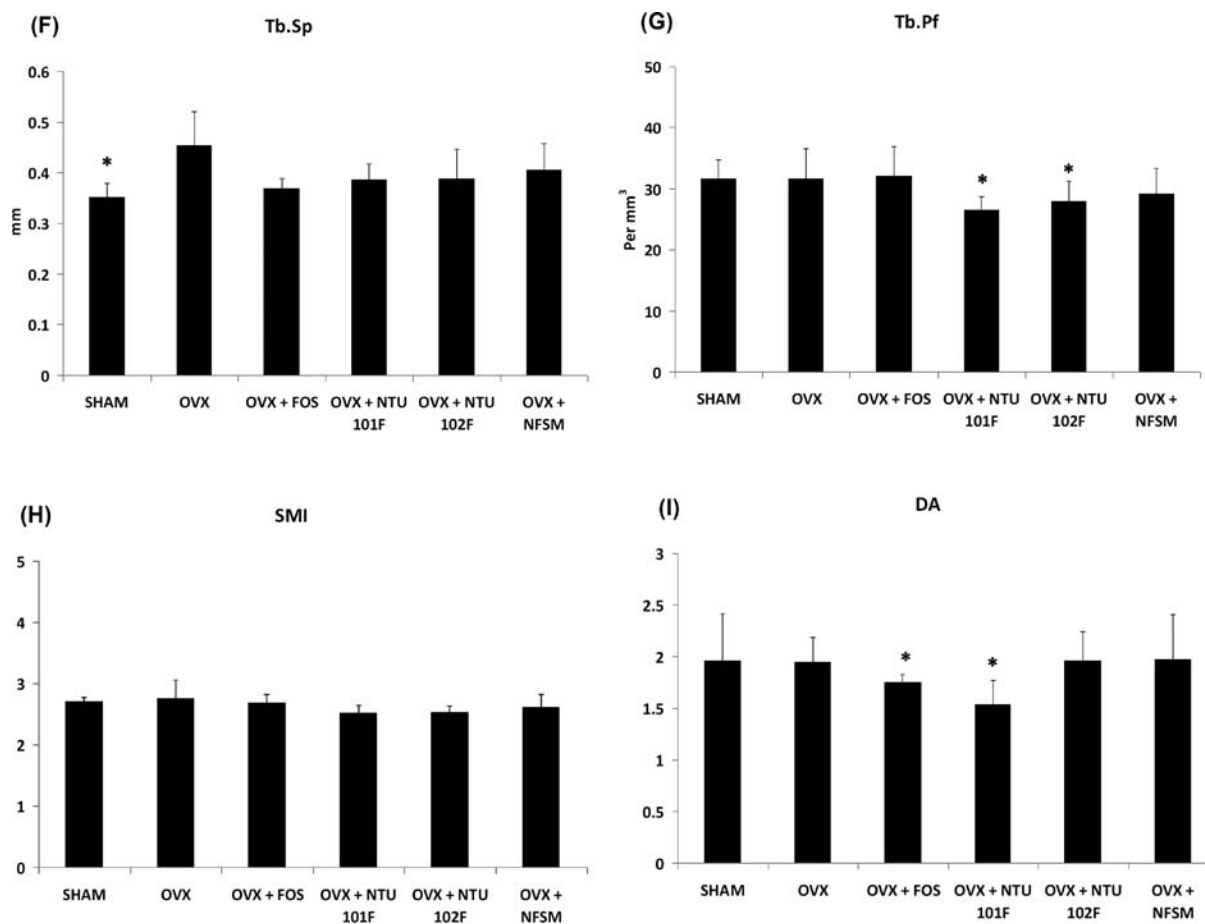 (F)
Tb.Sp
0.6
0.5
0.4
0.3
0.2
0.1
0
mm
*
SHAM OVX OVX + FOS OVX + NTU OVX + NTU OVX +
101F 102F NFSM
(G)
Tb.Pf
50
40
30
20
10
0
Per mm³
* *
SHAM OVX OVX + FOS OVX + NTU OVX + NTU OVX +
101F 102F NFSM
(H)
SMI
5
4
3
2
1
0
SHAM OVX OVX + FOS OVX + NTU OVX + NTU OVX +
101F 102F NFSM
(I)
DA
3
2.5
2
1.5
1
0.5
0
* *
SHAM OVX OVX + FOS OVX + NTU OVX + NTU OVX +
101F 102F NFSM